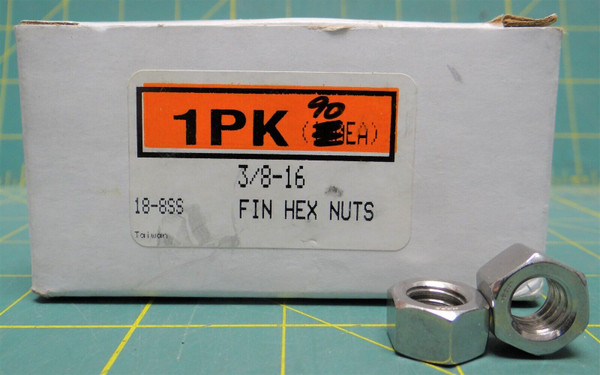 1PK (90 EA)
3/8-16
18-8SS FIN HEX NUTS
Taiwan